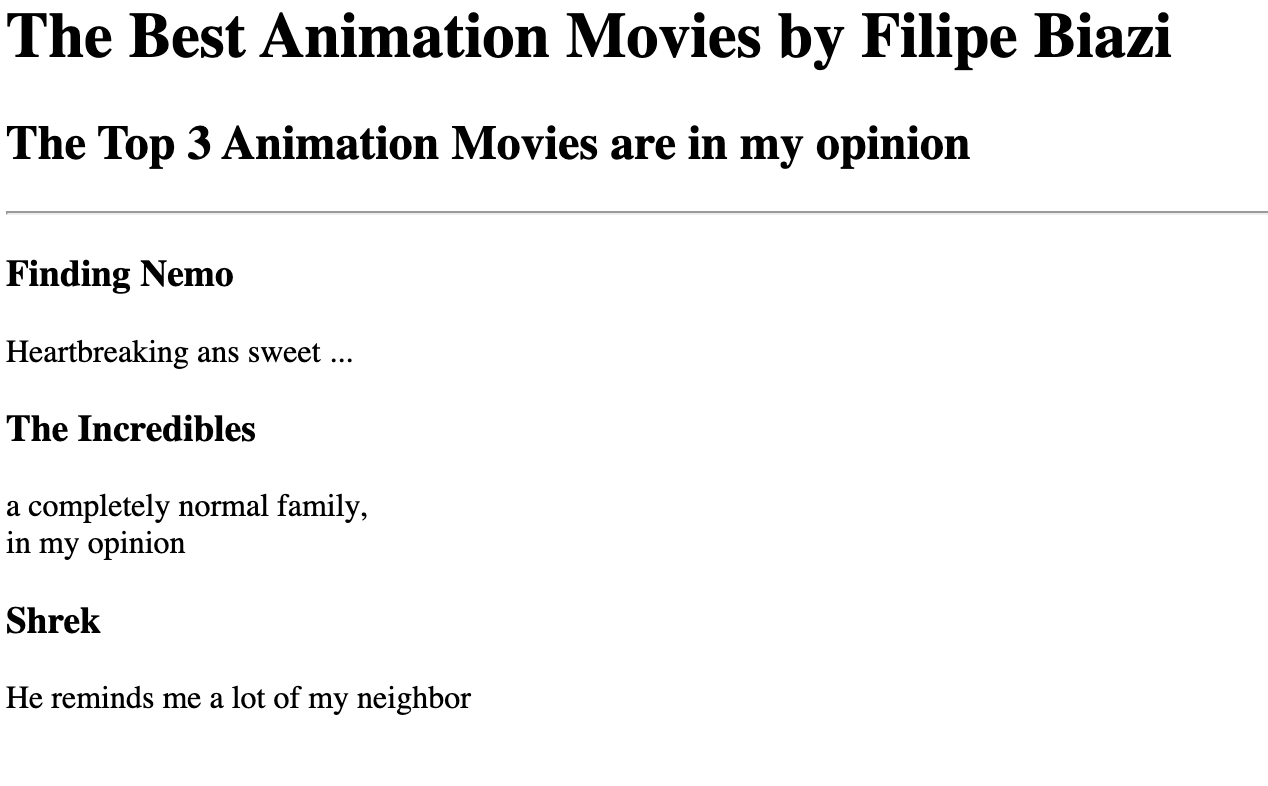 The Best Animation Movies by Filipe Biazi
The Top 3 Animation Movies are in my opinion
Finding Nemo
Heartbreaking ans sweet ...
The Incredibles
a completely normal family,
in my opinion
Shrek
He reminds me a lot of my neighbor